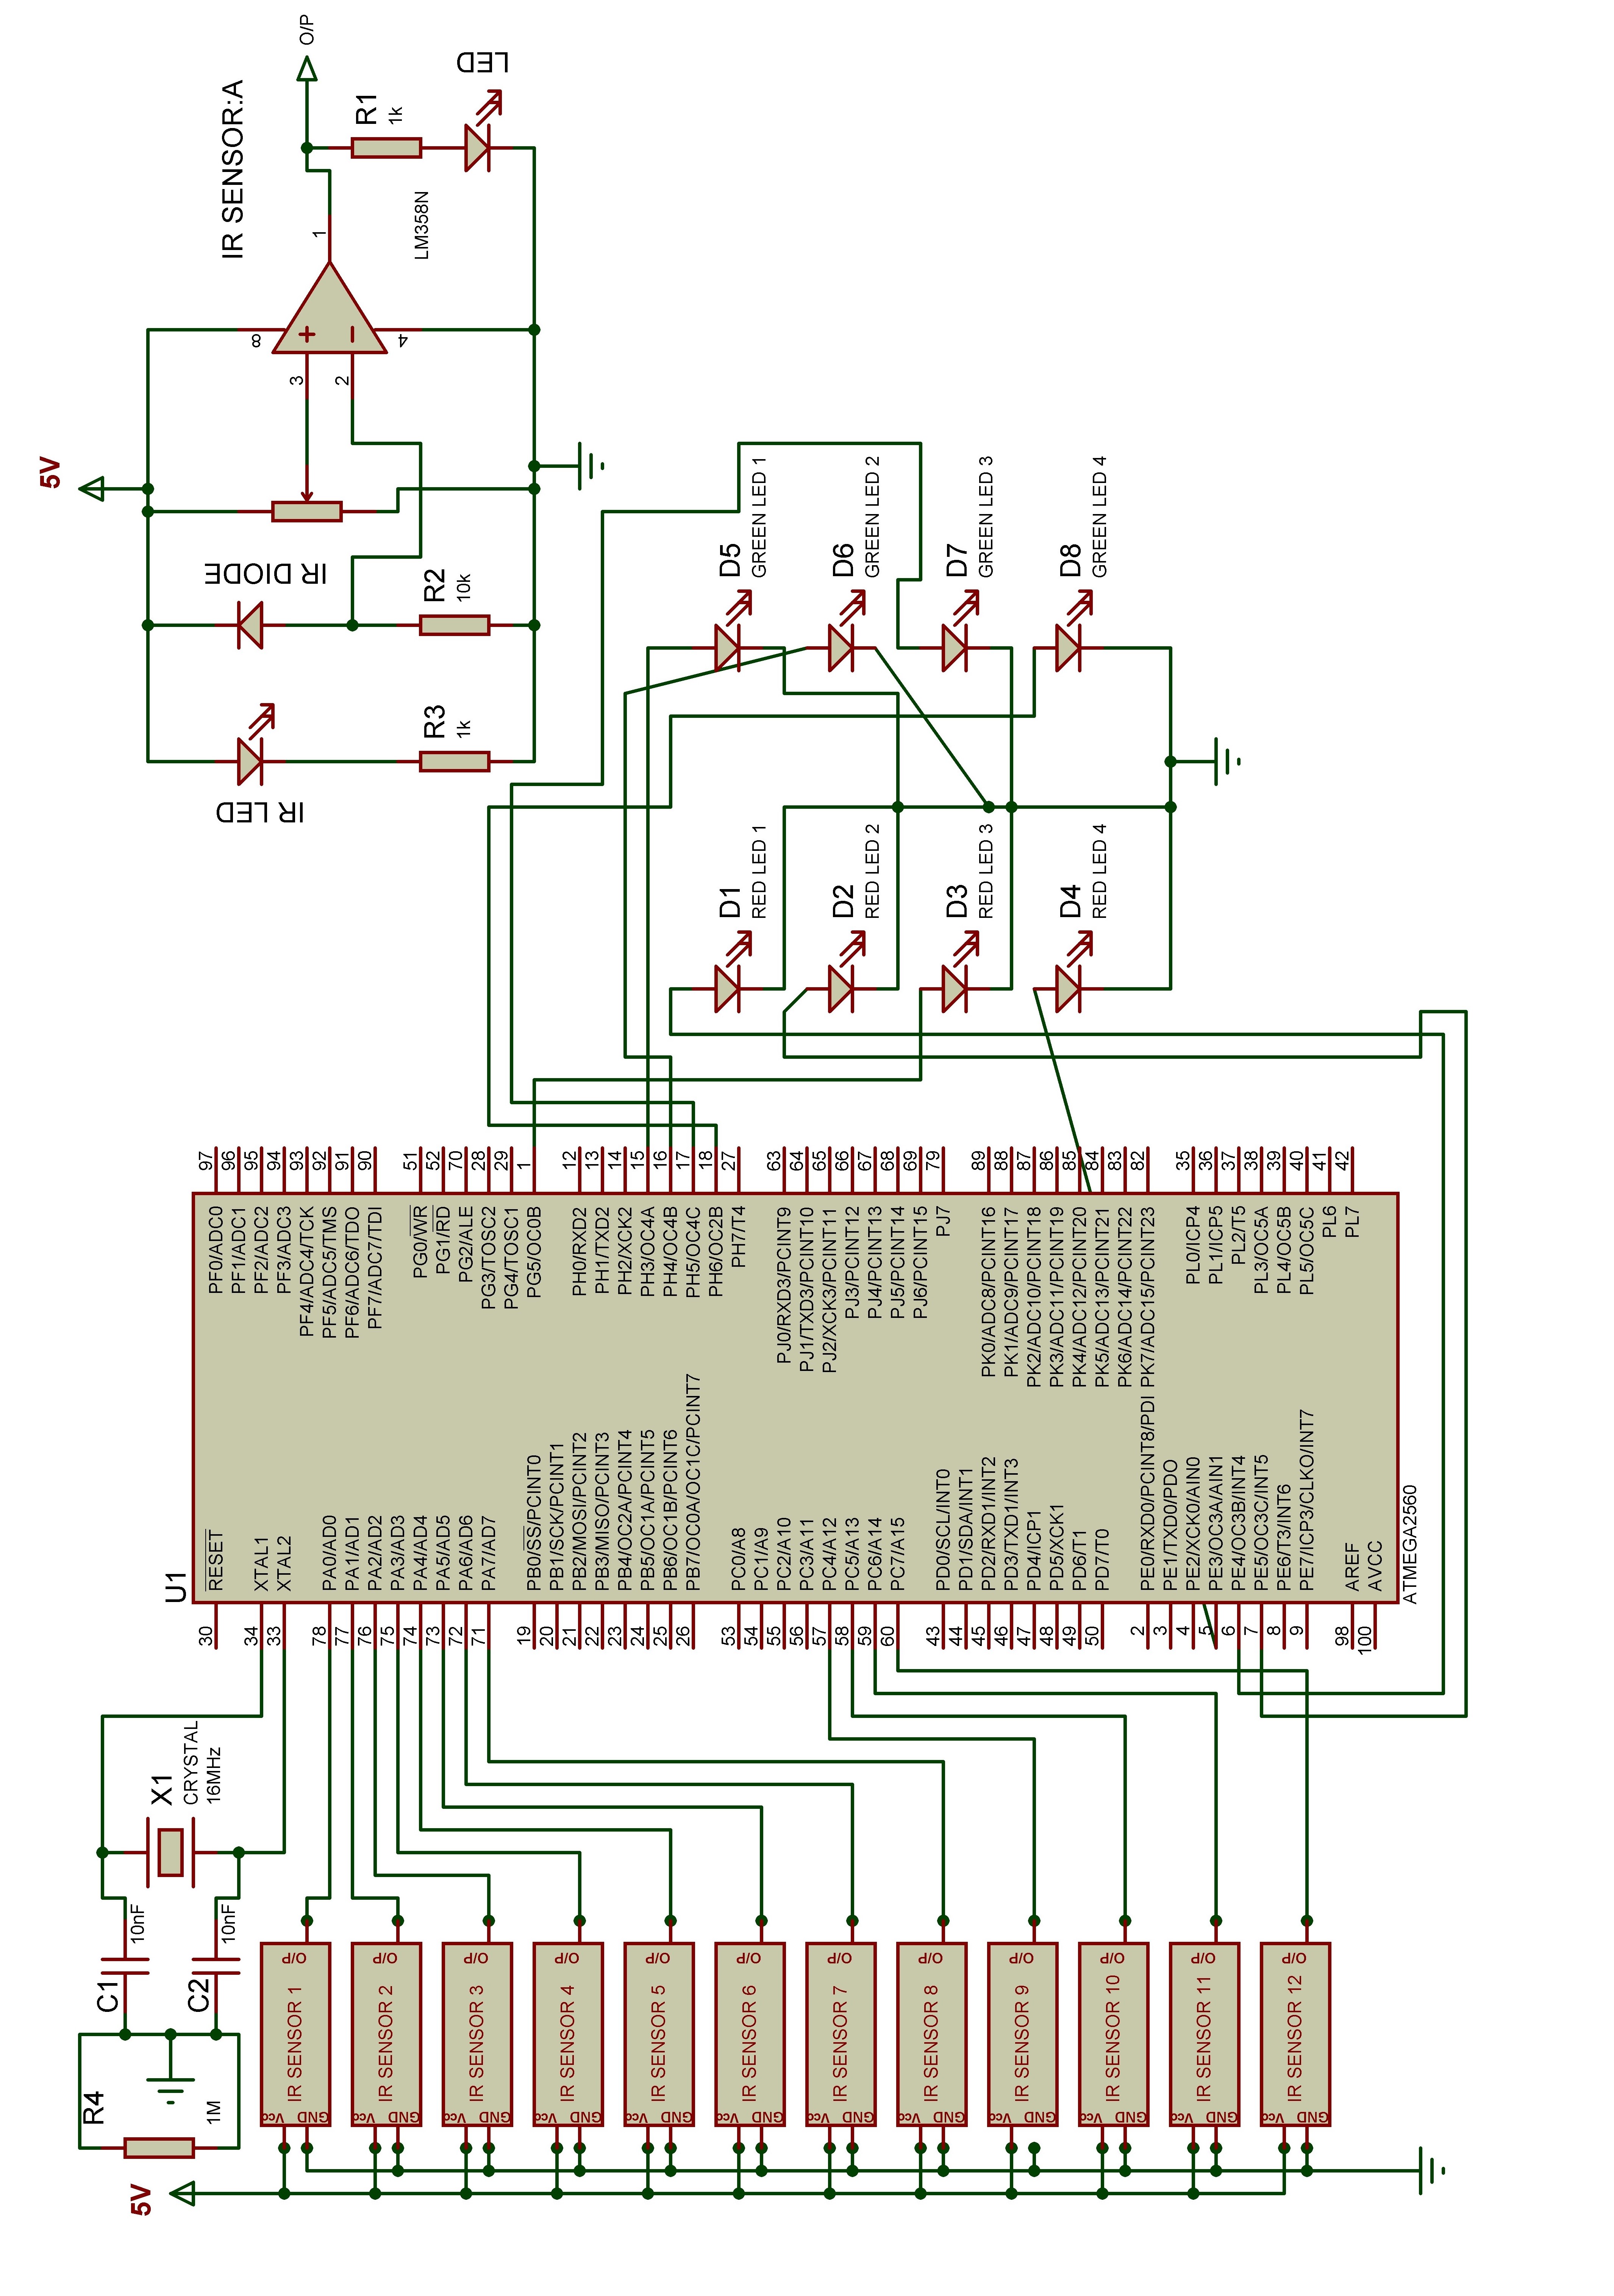 5V
R4
1M
C1
10nF
C2
10nF
X1
CRYSTAL
16MHz
5V
Vcc
GND
IR SENSOR 1
O/P
Vcc
GND
IR SENSOR 2
O/P
Vcc
GND
IR SENSOR 3
O/P
Vcc
GND
IR SENSOR 4
O/P
Vcc
GND
IR SENSOR 5
O/P
Vcc
GND
IR SENSOR 6
O/P
Vcc
GND
IR SENSOR 7
O/P
Vcc
GND
IR SENSOR 8
O/P
Vcc
GND
IR SENSOR 9
O/P
Vcc
GND
IR SENSOR 10
O/P
Vcc
GND
IR SENSOR 11
O/P
Vcc
GND
IR SENSOR 12
O/P
U1
30 RESET
34 XTAL1
33 XTAL2
78 PA0/AD0
77 PA1/AD1
76 PA2/AD2
75 PA3/AD3
74 PA4/AD4
73 PA5/AD5
72 PA6/AD6
71 PA7/AD7
19 PB0/SS/PCINT0
20 PB1/SCK/PCINT1
21 PB2/MOSI/PCINT2
22 PB3/MISO/PCINT3
23 PB4/OC2A/PCINT4
24 PB5/OC1A/PCINT5
25 PB6/OC1B/PCINT6
26 PB7/OC0A/OC1C/PCINT7
53 PC0/A8
54 PC1/A9
55 PC2/A10
56 PC3/A11
57 PC4/A12
58 PC5/A13
59 PC6/A14
60 PC7/A15
43 PD0/SCL/INT0
44 PD1/SDA/INT1
45 PD2/RXD1/INT2
46 PD3/TXD1/INT3
47 PD4/ICP1
48 PD5/XCK1
49 PD6/T1
50 PD7/T0
2 PE0/RXD0/PCINT8/PDI
3 PE1/TXD0/PDO
4 PE2/XCK0/AIN0
5 PE3/OC3A/AIN1
6 PE4/OC3B/INT4
7 PE5/OC3C/INT5
8 PE6/T3/INT6
9 PE7/ICP3/CLKO/INT7
98 AREF
100 AVCC
PF0/ADC0 97
PF1/ADC1 96
PF2/ADC2 95
PF3/ADC3 94
PF4/ADC4/TCK 93
PF5/ADC5/TMS 92
PF6/ADC6/TDO 91
PF7/ADC7/TDI 90
PG0/WR 51
PG1/RD 52
PG2/ALE 70
PG3/TOSC2 28
PG4/TOSC1 29
PG5/OC0B 1
PH0/RXD2 12
PH1/TXD2 13
PH2/XCK2 14
PH3/OC4A 15
PH4/OC4B 16
PH5/OC4C 17
PH6/OC2B 18
PH7/T4 27
PJ0/RXD3/PCINT9 63
PJ1/TXD3/PCINT10 64
PJ2/XCK3/PCINT11 65
PJ3/PCINT12 66
PJ4/PCINT13 67
PJ5/PCINT14 68
PJ6/PCINT15 69
PJ7 79
PK0/ADC8/PCINT16 89
PK1/ADC9/PCINT17 88
PK2/ADC10/PCINT18 87
PK3/ADC11/PCINT19 86
PK4/ADC12/PCINT20 85
PK5/ADC13/PCINT21 84
PK6/ADC14/PCINT22 83
PK7/ADC15/PCINT23 82
PL0/ICP4 35
PL1/ICP5 36
PL2/T5 37
PL3/OC5A 38
PL4/OC5B 39
PL5/OC5C 40
PL6 41
PL7 42
ATMEGA2560
IR LED
IR DIODE
IR SENSOR:A
8
3
2
1
4
LM358N
O/P
R3
1k
R2
10k
R1
1k
LED
D1
RED LED 1
D2
RED LED 2
D3
RED LED 3
D4
RED LED 4
D5
GREEN LED 1
D6
GREEN LED 2
D7
GREEN LED 3
D8
GREEN LED 4